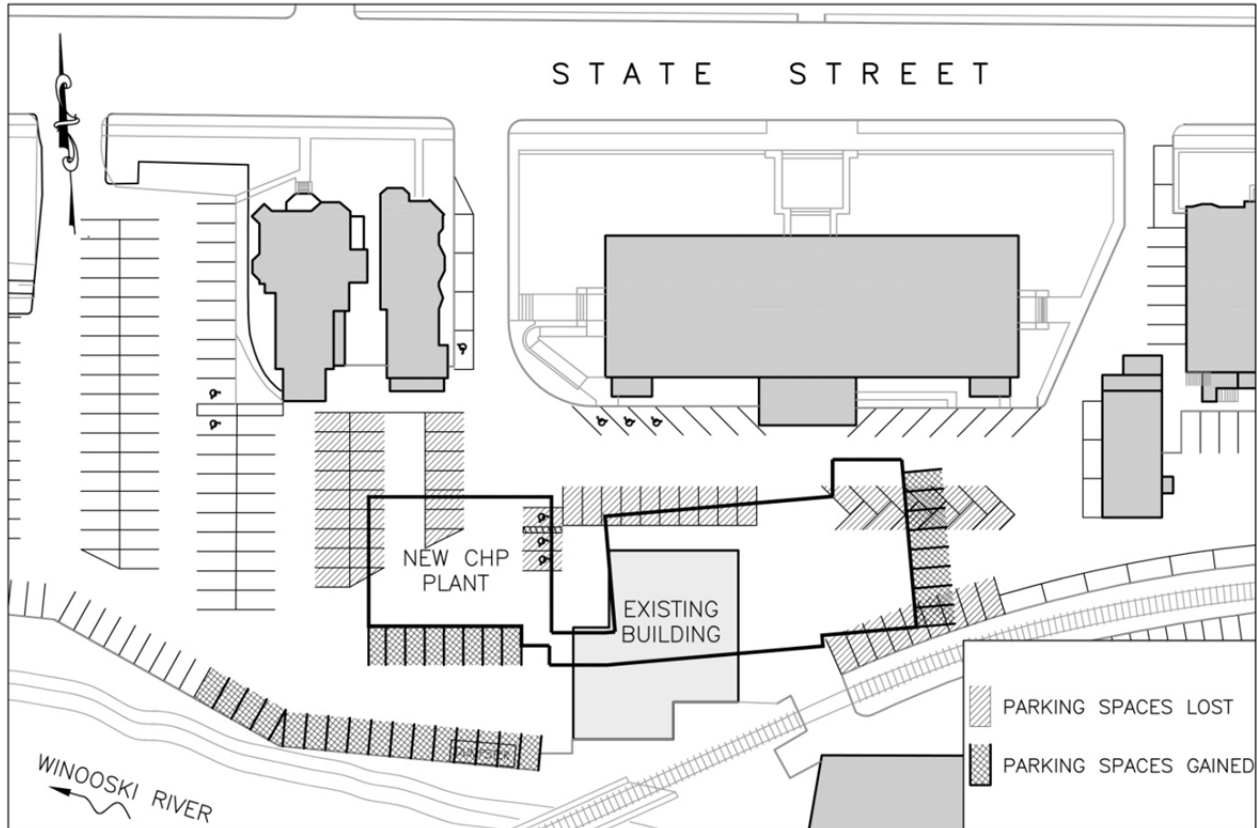 STATE STREET
NEW CHP
PLANT
EXISTING
BUILDING
PARKING SPACES LOST
PARKING SPACES GAINED
WINOOSKI RIVER